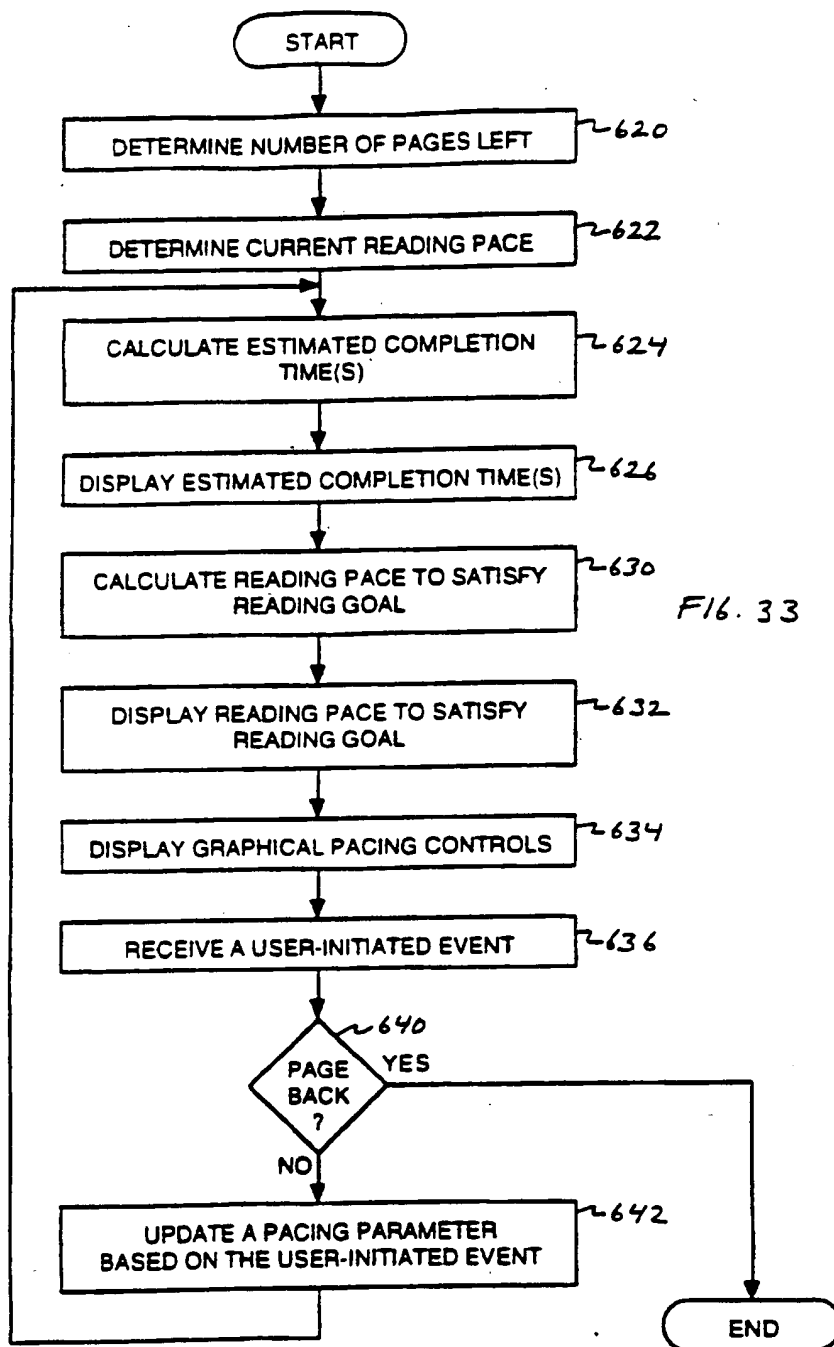 START
DETERMINE NUMBER OF PAGES LEFT
620
DETERMINE CURRENT READING PACE
622
CALCULATE ESTIMATED COMPLETION
TIME(S)
624
DISPLAY ESTIMATED COMPLETION TIME(S)
626
CALCULATE READING PACE TO SATISFY
READING GOAL
630
FIG. 33
DISPLAY READING PACE TO SATISFY
READING GOAL
632
DISPLAY GRAPHICAL PACING CONTROLS
634
RECEIVE A USER-INITIATED EVENT
636
640
PAGE
BACK
?
YES
NO
UPDATE A PACING PARAMETER
BASED ON THE USER-INITIATED EVENT
642
END